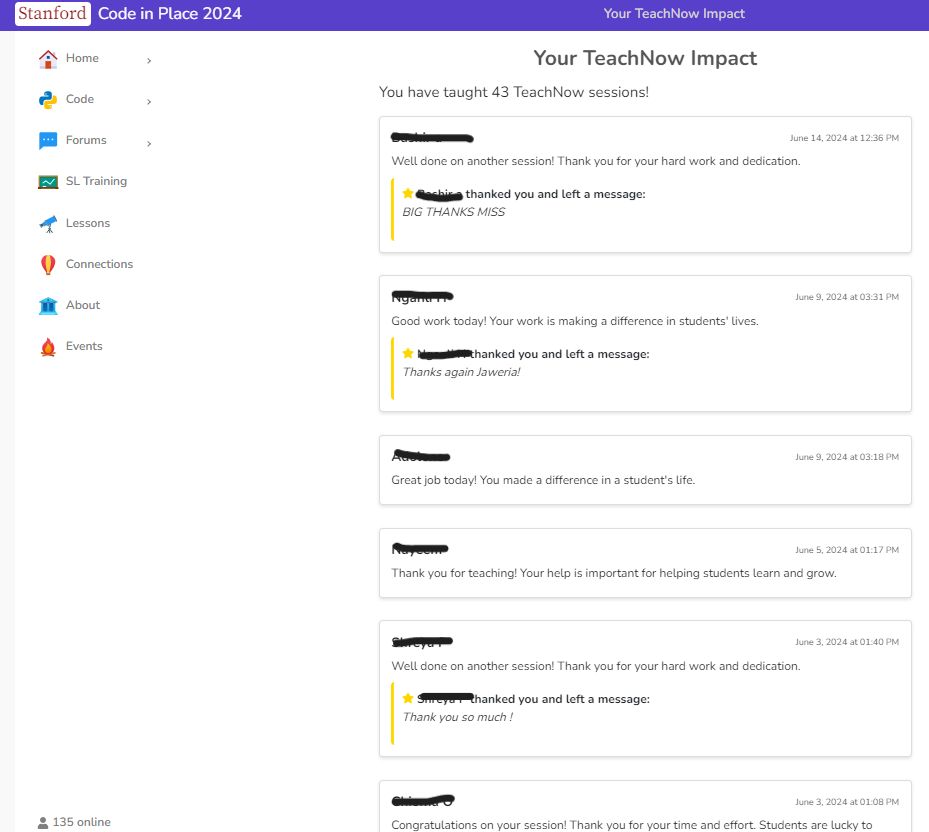 Stanford Code in Place 2024
Your TeachNow Impact
Home
Code
Forums
SL Training
Lessons
Connections
About
Events
135 online
Your TeachNow Impact
You have taught 43 TeachNow sessions!
June 14, 2024 at 12:36 PM
Well done on another session! Thank you for your hard work and dedication.
thanked you and left a message:
BIG THANKS MISS
June 9, 2024 at 03:31 PM
Good work today! Your work is making a difference in students' lives.
thanked you and left a message:
Thanks again Jaweria!
June 9, 2024 at 03:18 PM
Great job today! You made a difference in a student's life.
June 5, 2024 at 01:17 PM
Thank you for teaching! Your help is important for helping students learn and grow.
June 3, 2024 at 01:40 PM
Well done on another session! Thank you for your hard work and dedication.
thanked you and left a message:
Thank you so much !
June 3, 2024 at 01:08 PM
Congratulations on your session! Thank you for your time and effort. Students are lucky to